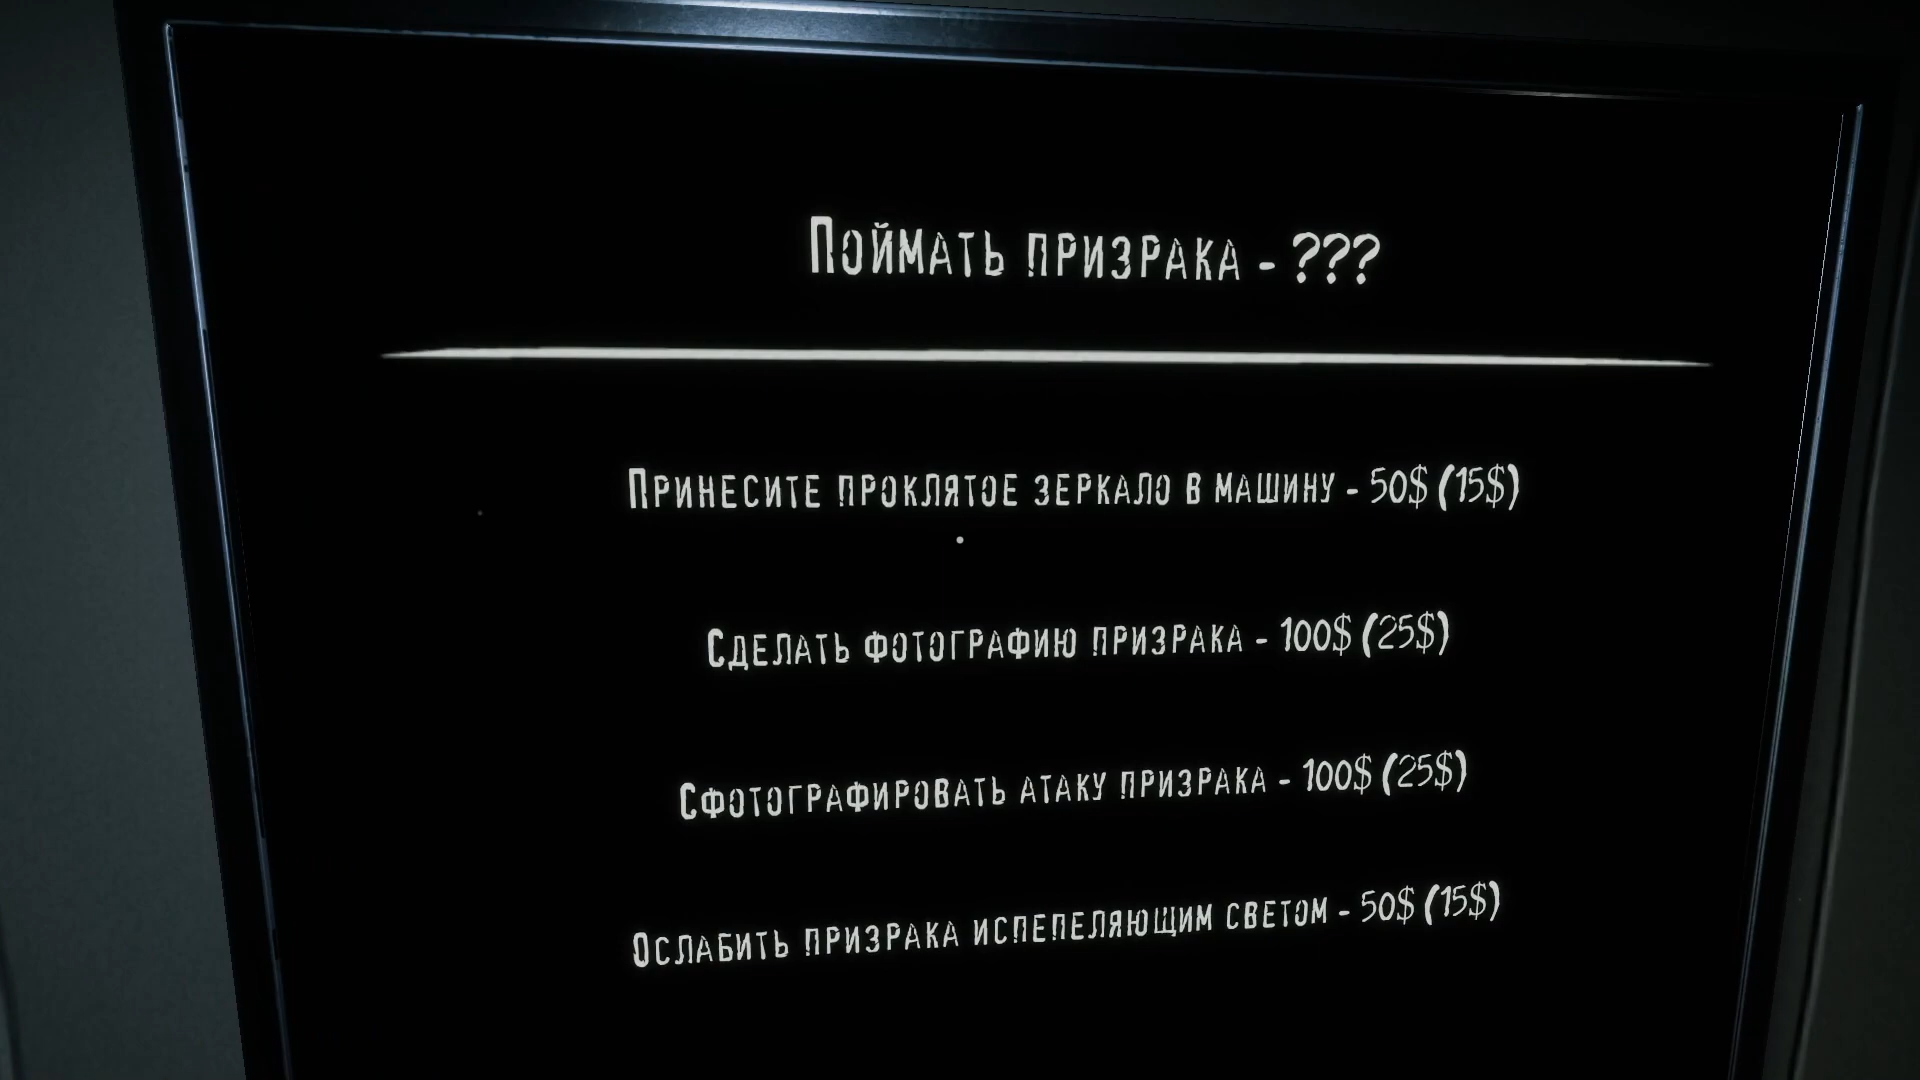 Поймать призрака - ???
Принесите проклятое зеркало в машину - 50$ (15$)
Сделать фотографию призрака - 100$ (25$)
Сфотографировать атаку призрака - 100$ (25$)
Ослабить призрака испепеляющим светом - 50$ (15$)